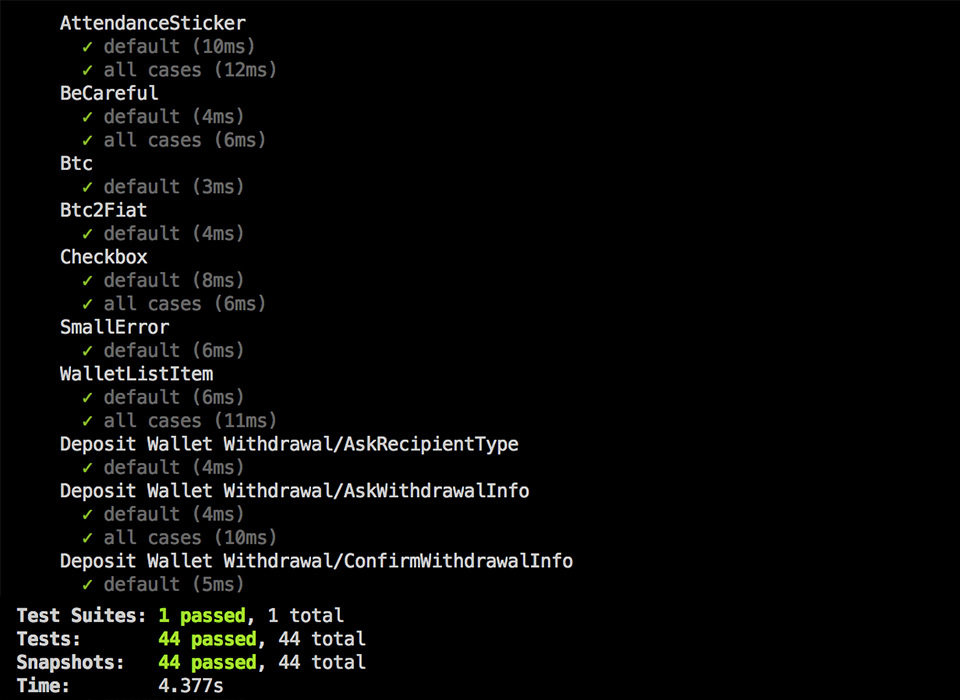 AttendanceSticker
✓ default (10ms)
✓ all cases (12ms)
BeCareful
✓ default (4ms)
✓ all cases (6ms)
Btc
✓ default (3ms)
Btc2Fiat
✓ default (4ms)
Checkbox
✓ default (8ms)
✓ all cases (6ms)
SmallError
✓ default (6ms)
WalletListItem
✓ default (6ms)
✓ all cases (11ms)
Deposit Wallet Withdrawal/AskRecipientType
✓ default (4ms)
Deposit Wallet Withdrawal/AskWithdrawalInfo
✓ default (4ms)
✓ all cases (10ms)
Deposit Wallet Withdrawal/ConfirmWithdrawalInfo
✓ default (5ms)
Test Suites: 1 passed, 1 total
Tests: 44 passed, 44 total
Snapshots: 44 passed, 44 total
Time: 4.377s